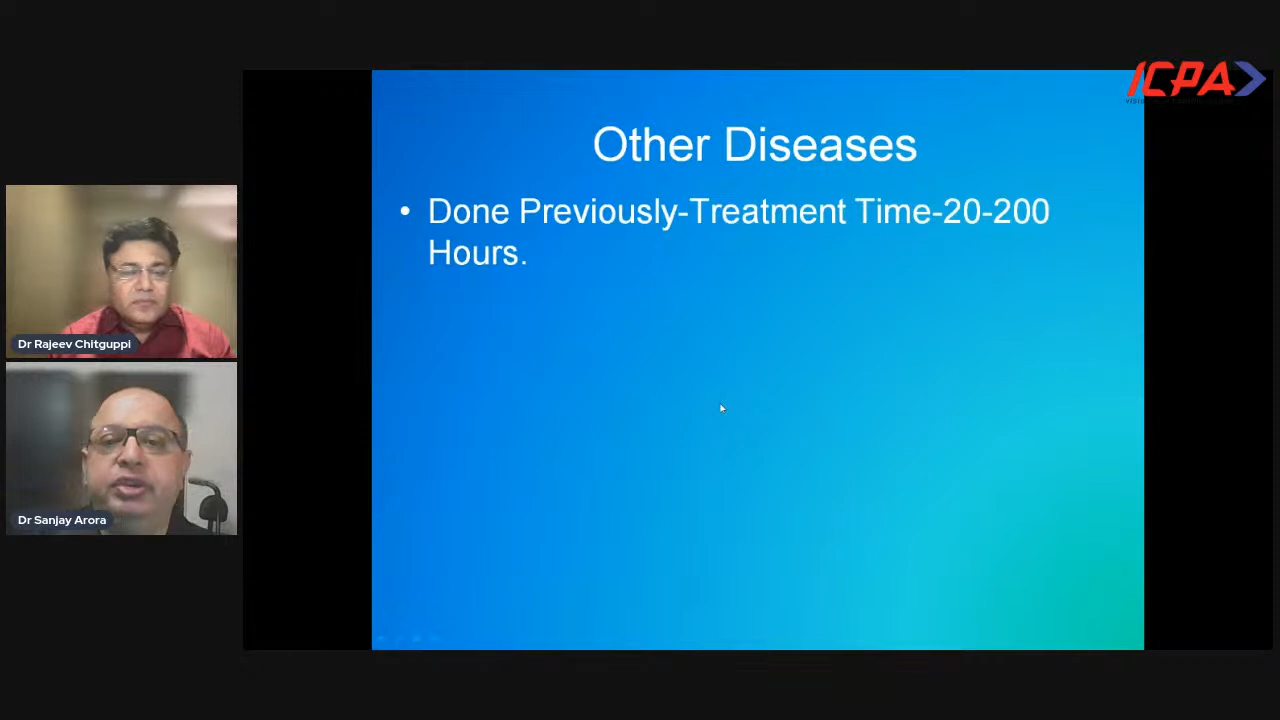 ICPA
Other Diseases
• Done Previously-Treatment Time-20-200
Hours.
Dr Rajeev Chitguppi
Dr Sanjay Arora